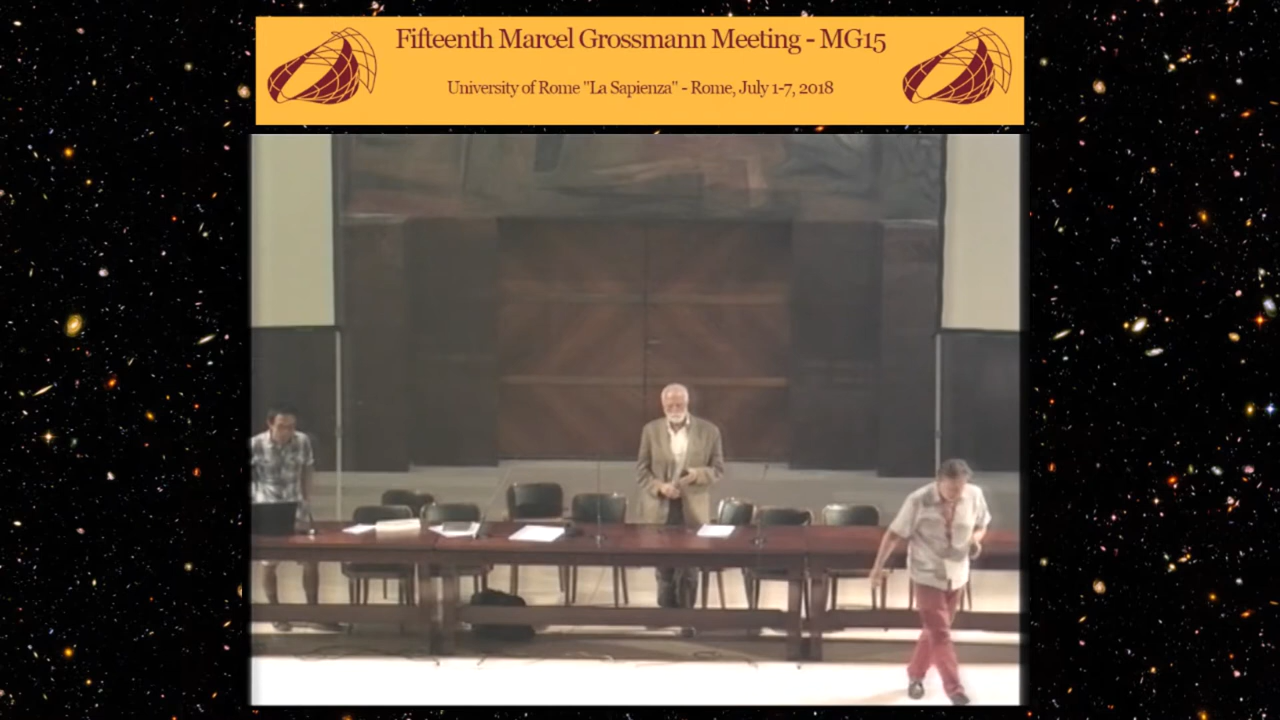 Fifteenth Marcel Grossmann Meeting - MG15
University of Rome "La Sapienza" - Rome, July 1-7, 2018